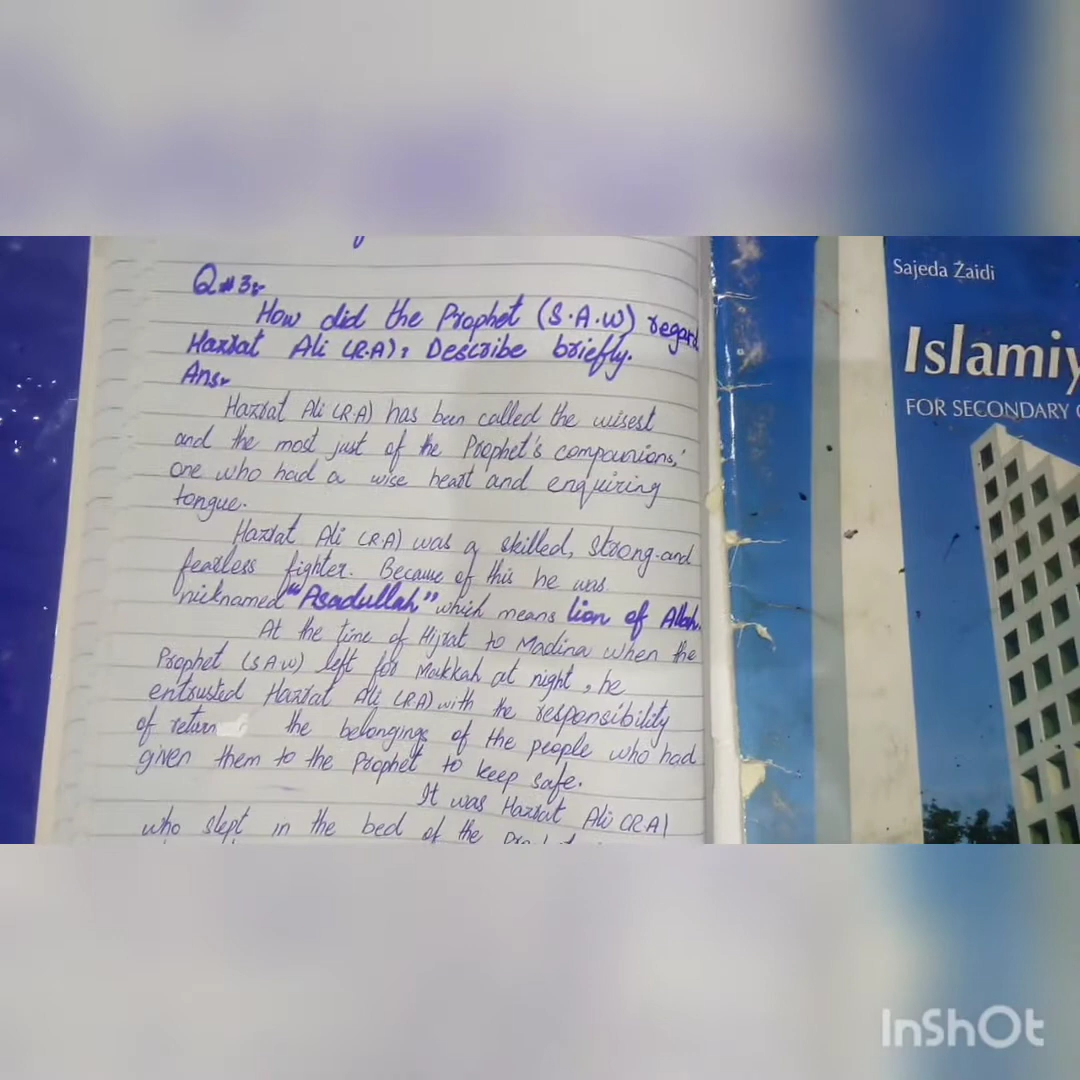 Q#3:-
How did the Prophet (S.A.W) regard
Hazrat Ali (R.A)? Describe briefly.
Ans:-
Hazrat Ali (R.A) has been called the wisest
and the most just of the Prophet's companions,
one who had a wise heart and enquiring
tongue.
Hazrat Ali (R.A) was a skilled, strong and
fearless fighter. Because of this he was
nicknamed "Asadullah" which means lion of Allah.
At the time of Hijrat to Madina when the
Prophet (S A W) left for Makkah at night, he
entrusted Hazrat Ali (R.A) with the responsibility
of return the belongings of the people who had
given them to the Prophet to keep safe.
It was Hazrat Ali (R.A)
who slept in the bed of the
Sajeda Zaidi
Islamiy
FOR SECONDARY
InShOt